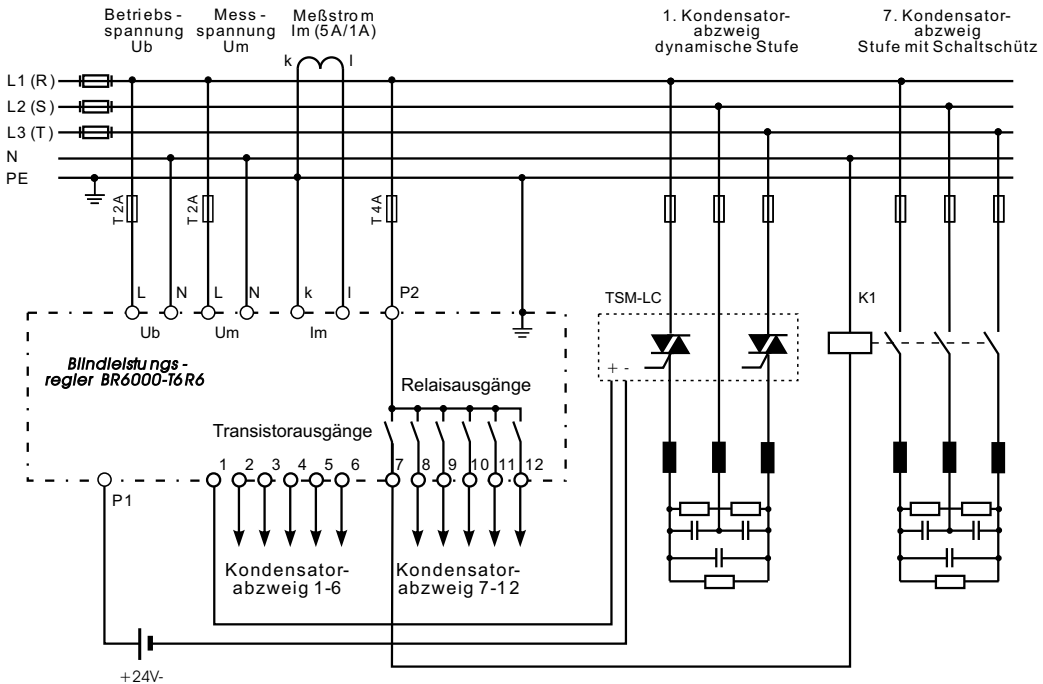 Betriebs-
spannung
Ub
Mess-
spannung
Um
Meßstrom
Im (5A/1A)
1. Kondensator-
abzweig
dynamische Stufe
7. Kondensator-
abzweig
Stufe mit Schaltschütz
k l
L1 (R)
L2 (S)
L3 (T)
N
PE
T 2A
T 2A
T 4A
L N L N k l P2
Ub Um Im
TSM-LC
K1
Blindleistungs-
regler BR6000-T6R6
+ -
Relaisausgänge
Transistorausgänge
1 2 3 4 5 6 7 8 9 10 11 12
P1
Kondensator-
abzweig 1-6
Kondensator-
abzweig 7-12
+24V-